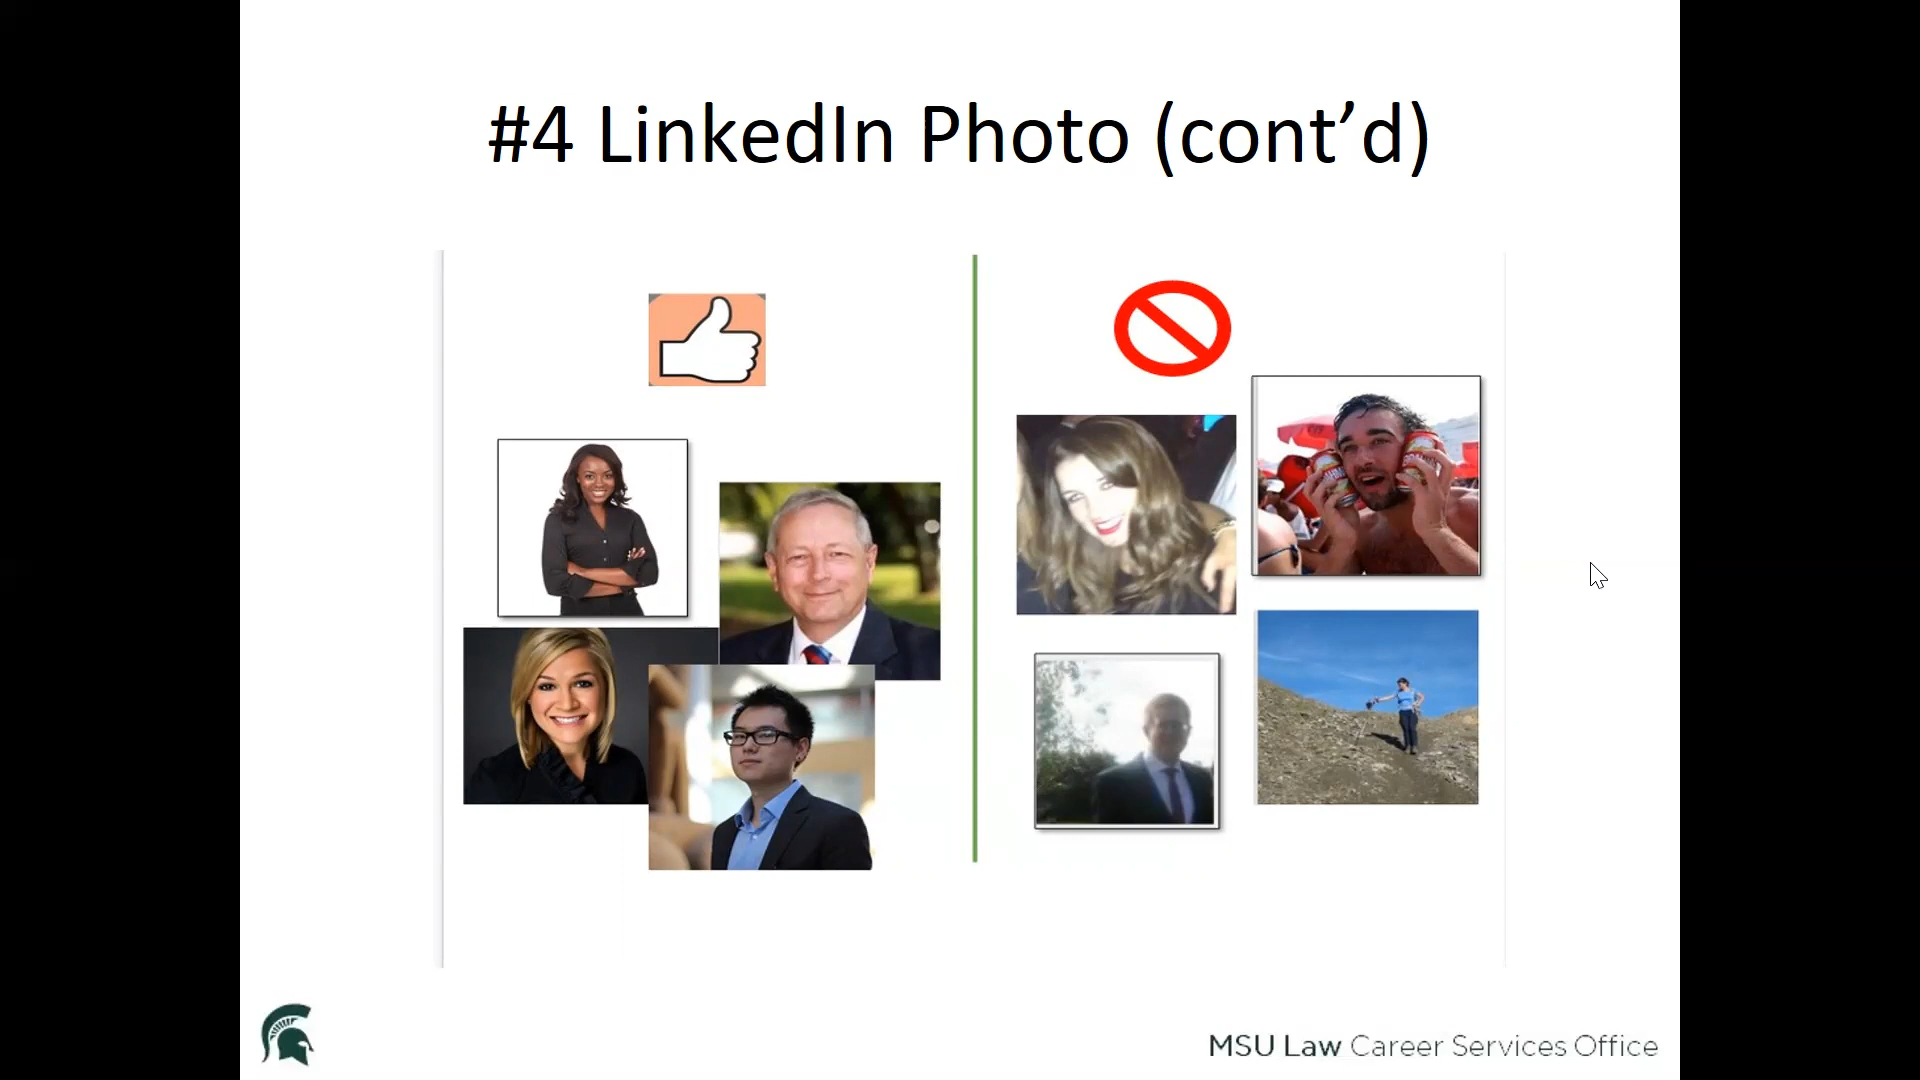 #4 LinkedIn Photo (cont’d)
MSU Law Career Services Office